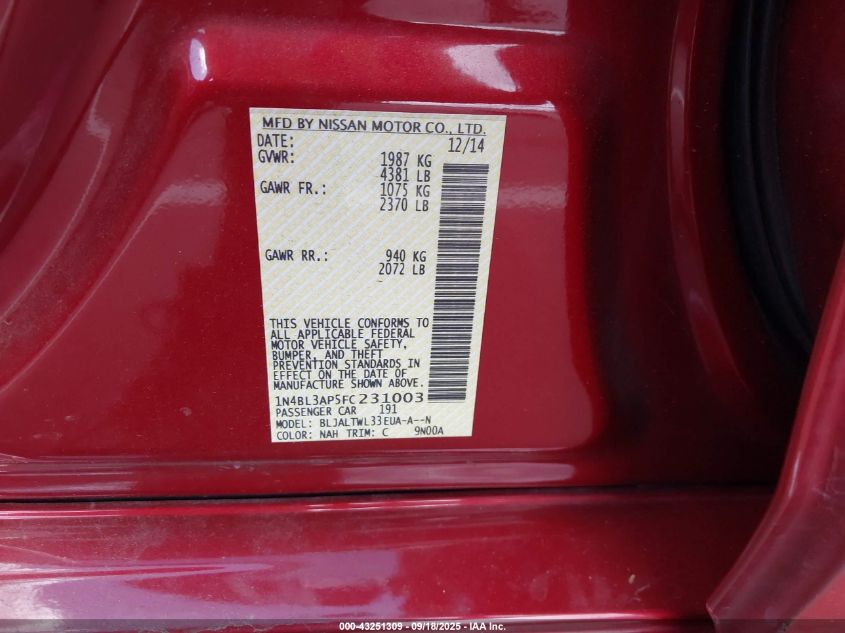 MFD BY NISSAN MOTOR CO., LTD.
DATE: 12/14
GVWR: 1987 KG
4381 LB
GAWR FR.: 1075 KG
2370 LB
GAWR RR.: 940 KG
2072 LB
THIS VEHICLE CONFORMS TO
ALL APPLICABLE FEDERAL
MOTOR VEHICLE SAFETY,
BUMPER, AND THEFT
PREVENTION STANDARDS IN
EFFECT ON THE DATE OF
MANUFACTURE SHOWN ABOVE.
1N4BL3AP5FC231003
PASSENGER CAR 191
MODEL: BLJALTWL33EUA-A--N
COLOR: NAH TRIM: C 9N00A
000-43251309 - 09/18/2025 - IAA Inc.